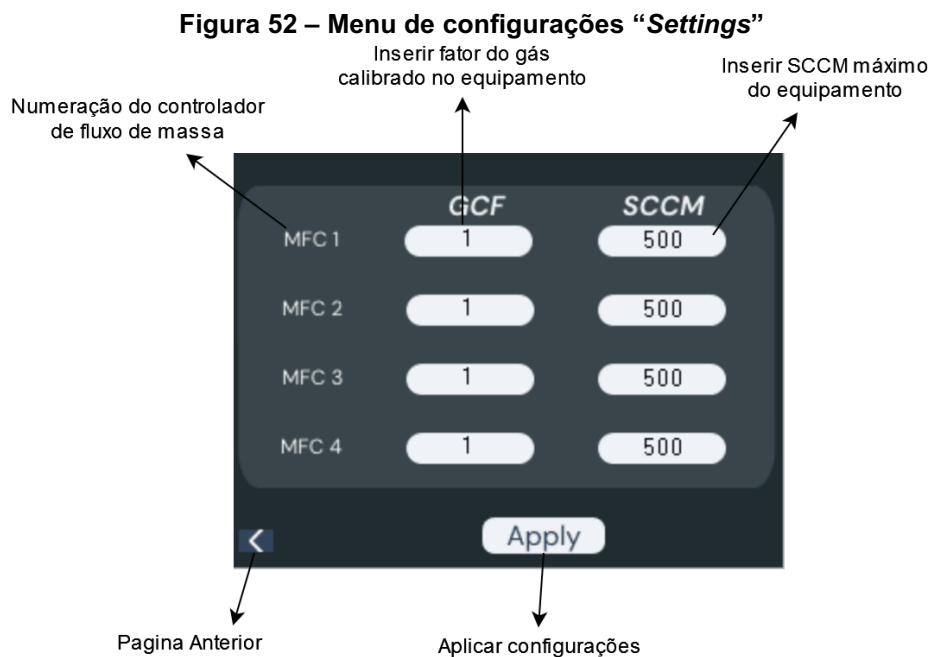 Figura 52 – Menu de configurações “Settings”
Inserir fator do gás
calibrado no equipamento
Inserir SCCM máximo
do equipamento
Numeração do controlador
de fluxo de massa
GCF SCCM
MFC 1 1 500
MFC 2 1 500
MFC 3 1 500
MFC 4 1 500
< Apply
Pagina Anterior
Aplicar configurações